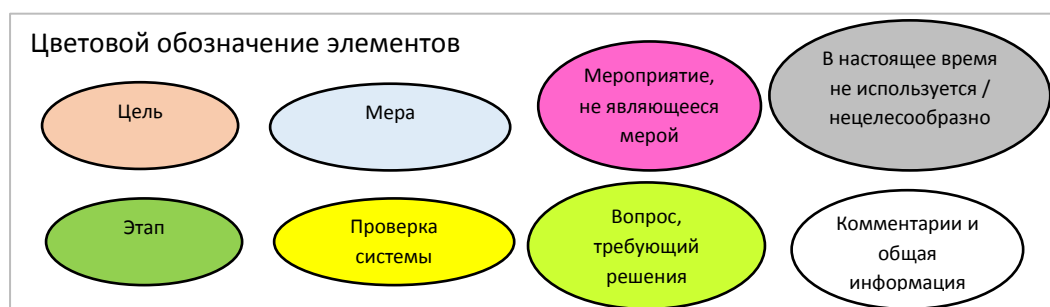 Цветовой обозначение элементов
Цель
Мера
Мероприятие,
не являющееся
мерой
В настоящее время
не используется /
нецелесообразно
Этап
Проверка
системы
Вопрос,
требующий
решения
Комментарии и
общая
информация